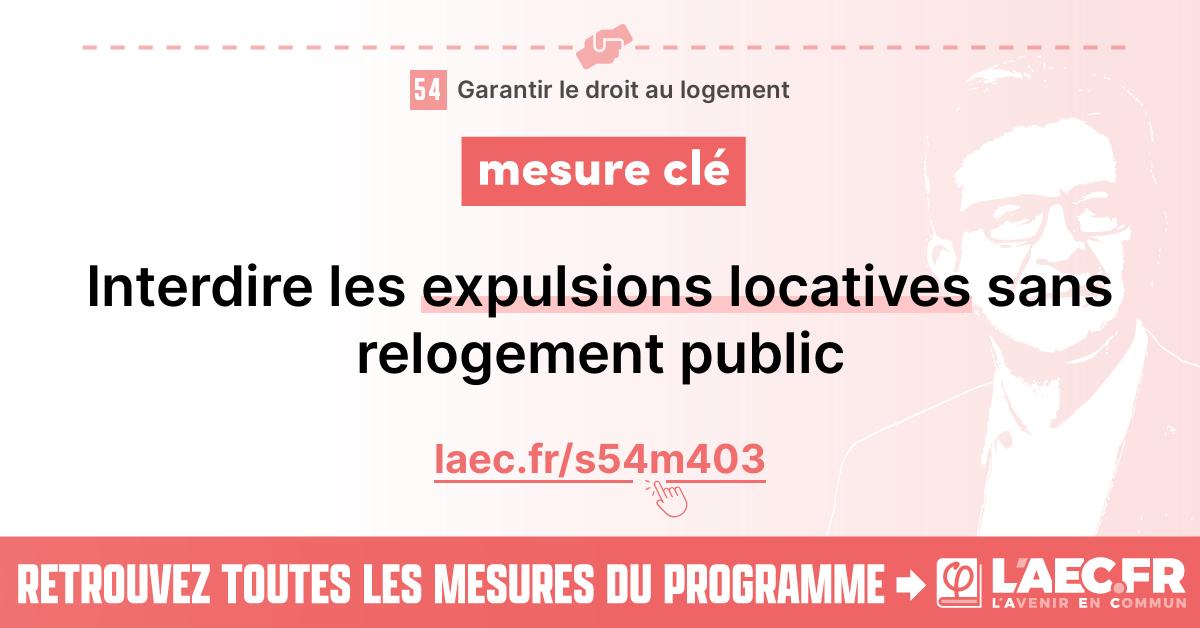 54 Garantir le droit au logement
mesure clé
Interdire les expulsions locatives sans
relogement public
laec.fr/s54m403
RETROUVEZ TOUTES LES MESURES DU PROGRAMME
L'AEC.FR
L'AVENIR EN COMMUN